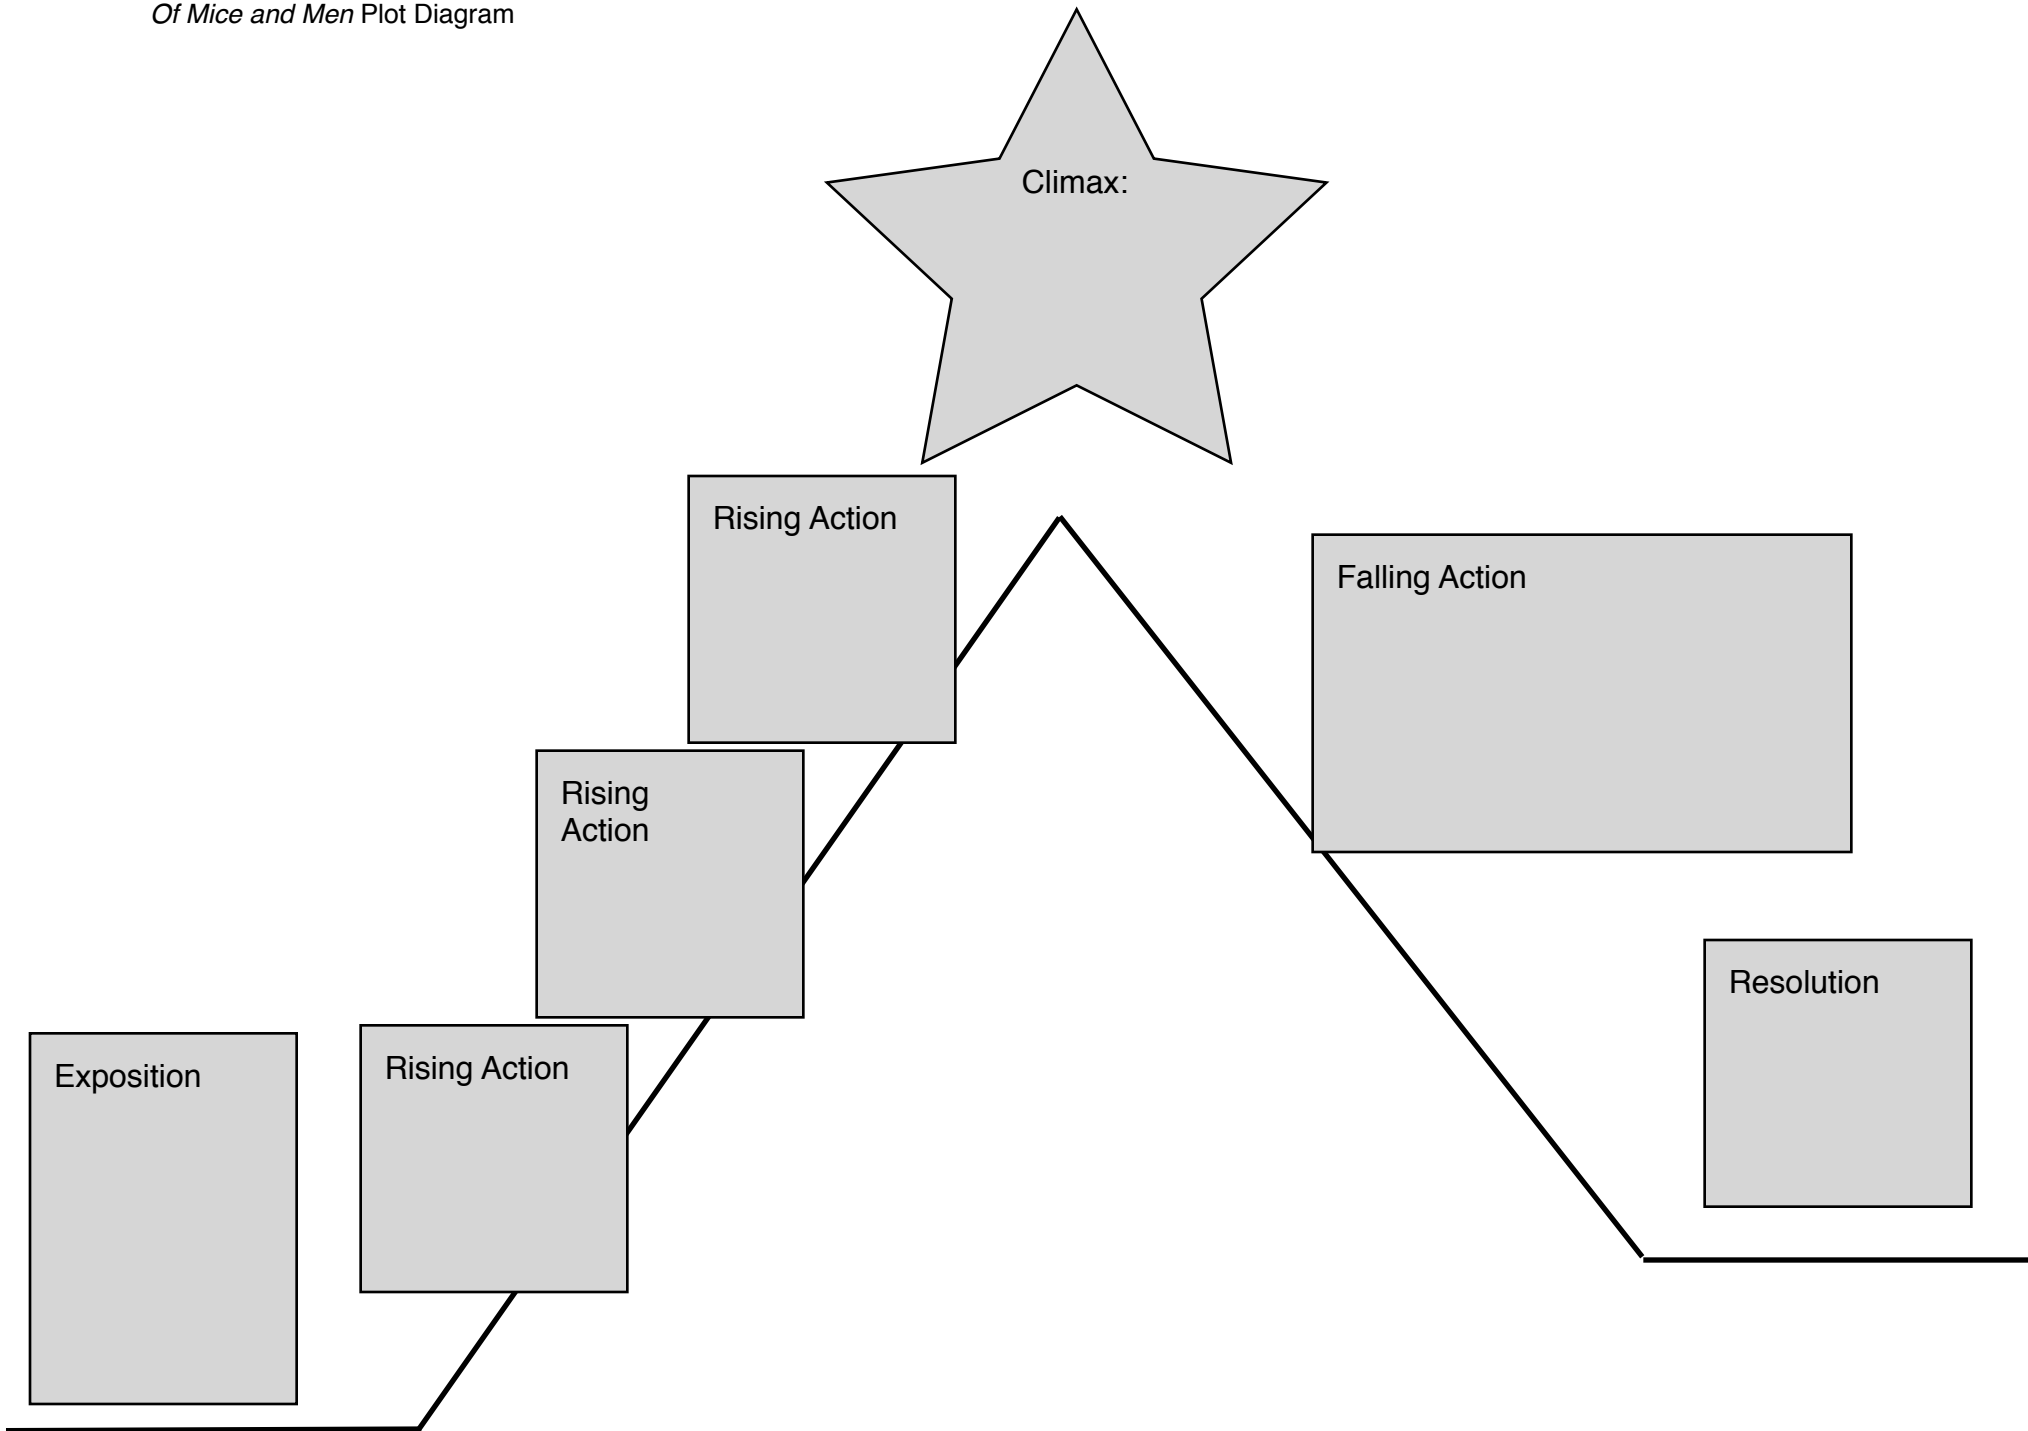 Of Mice and Men Plot Diagram
Climax:
Rising Action
Falling Action
Rising
Action
Resolution
Rising Action
Exposition